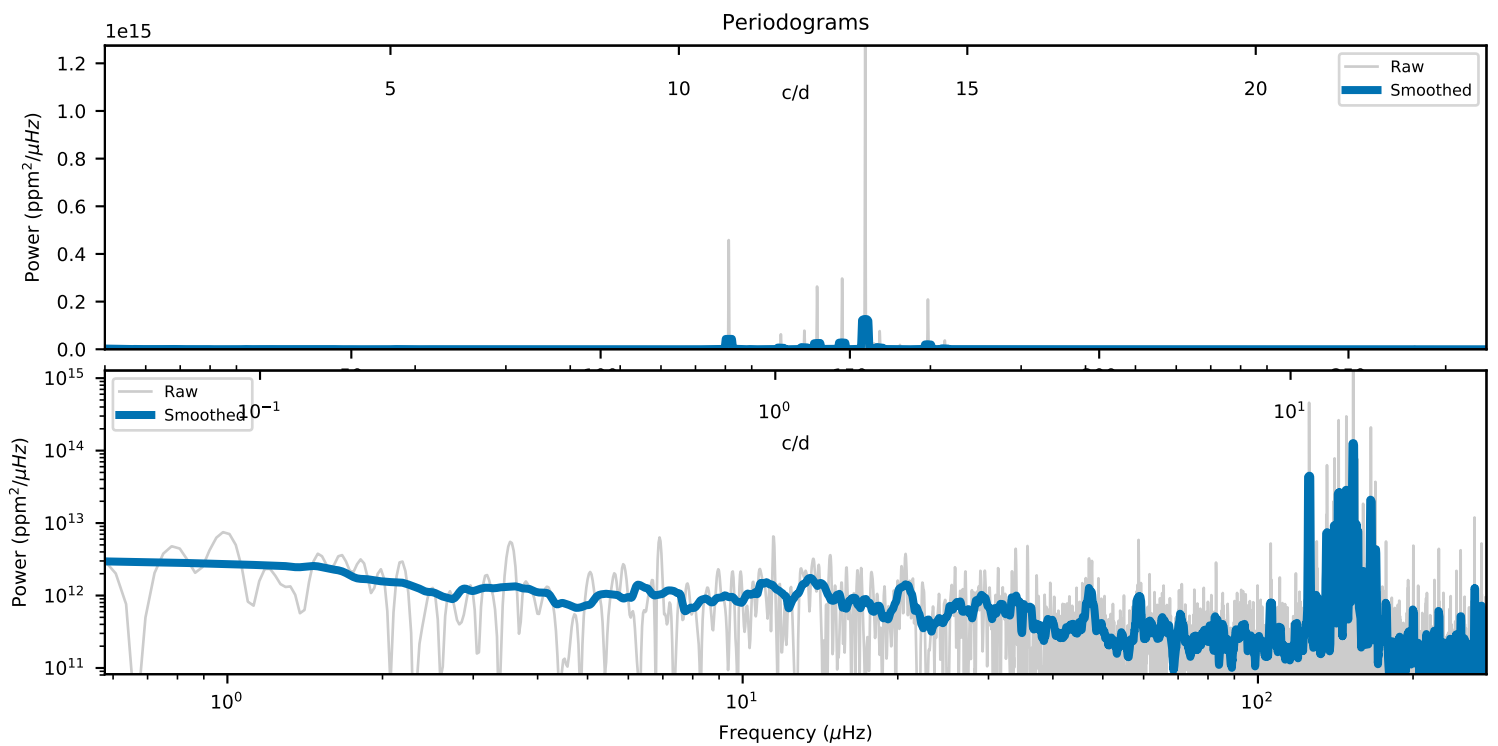 Periodograms
1e15
5 10 15 20
c/d
Raw
Smoothed
1.2
1.0
0.8
0.6
0.4
0.2
0.0
Power (ppm²/μHz)
10¹⁵
10¹⁴
10¹³
10¹²
10¹¹
Power (ppm²/μHz)
Raw
Smoothed
10⁻¹ 10⁰ 10¹
c/d
10⁰ 10¹ 10²
Frequency (μHz)